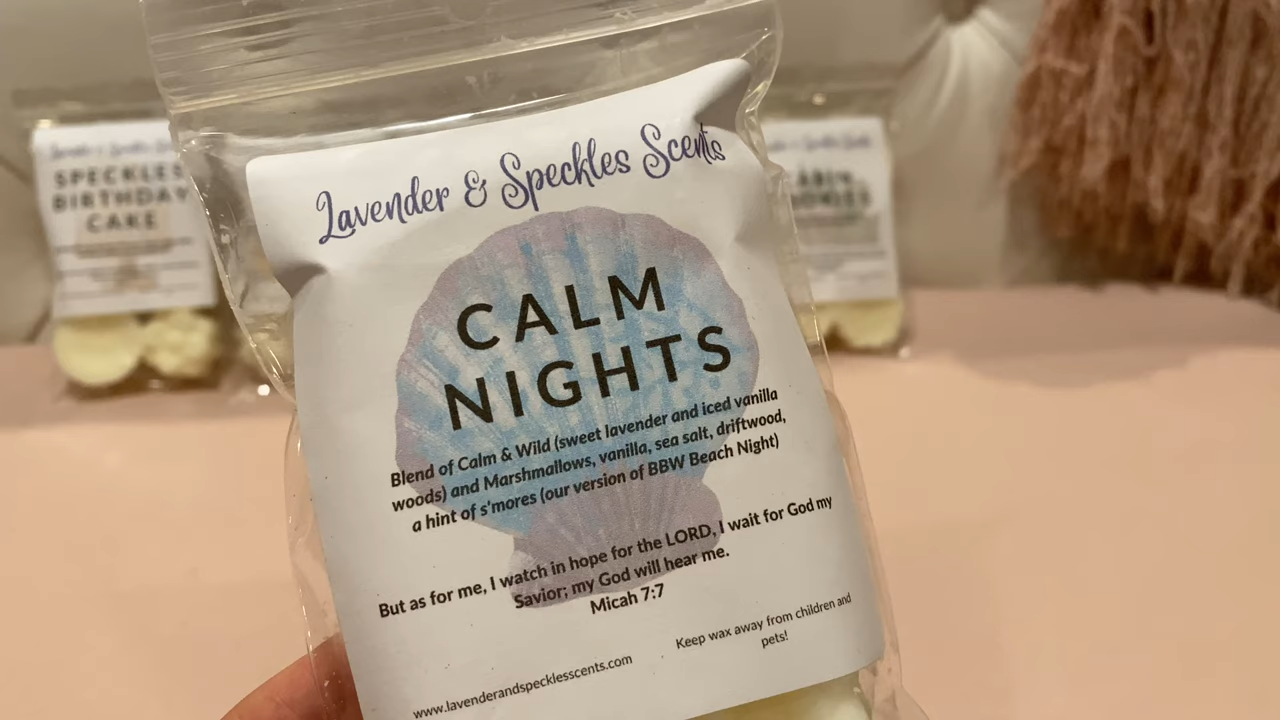 Lavender & Speckles Scents
CALM
NIGHTS
Blend of Calm & Wild (sweet lavender and iced vanilla
woods) and Marshmallows, vanilla, sea salt, driftwood,
a hint of s'mores (our version of BBW Beach Night)
But as for me, I watch in hope for the LORD, I wait for God my
Savior; my God will hear me.
Micah 7:7
Keep wax away from children and
pets!
www.lavenderandspecklesscents.com
SPECKLES
BIRTHDAY
CAKE